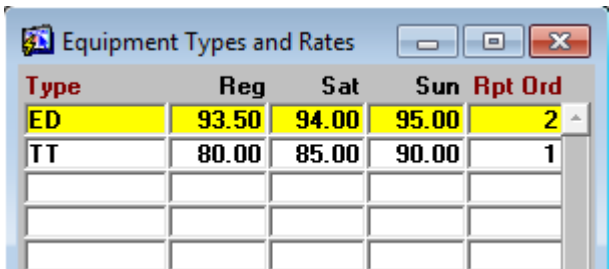 Equipment Types and Rates
Type Reg Sat Sun Rpt Ord
ED 93.50 94.00 95.00 2
TT 80.00 85.00 90.00 1